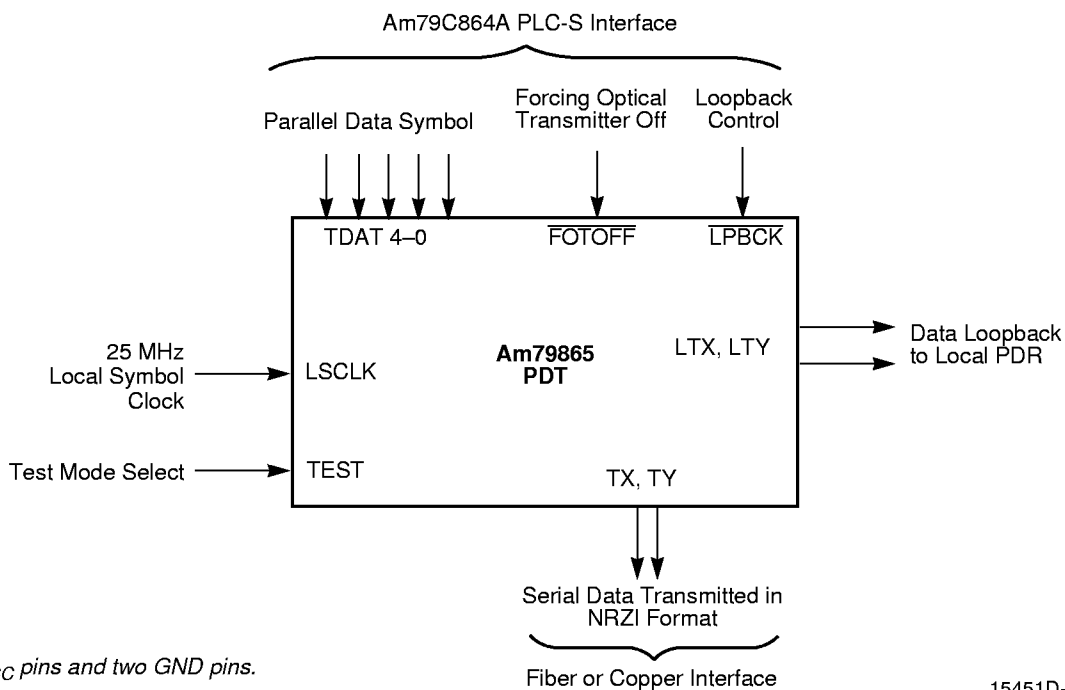 Am79C864A PLC-S Interface
Parallel Data Symbol
Forcing Optical
Transmitter Off
Loopback
Control
TDAT 4–0
FOTOFF
LPBCK
25 MHz
Local Symbol
Clock
LSCLK
Am79865
PDT
LTX, LTY
Data Loopback
to Local PDR
Test Mode Select
TEST
TX, TY
Serial Data Transmitted in
NRZI Format
Fiber or Copper Interface
pins and two GND pins.
15451D-